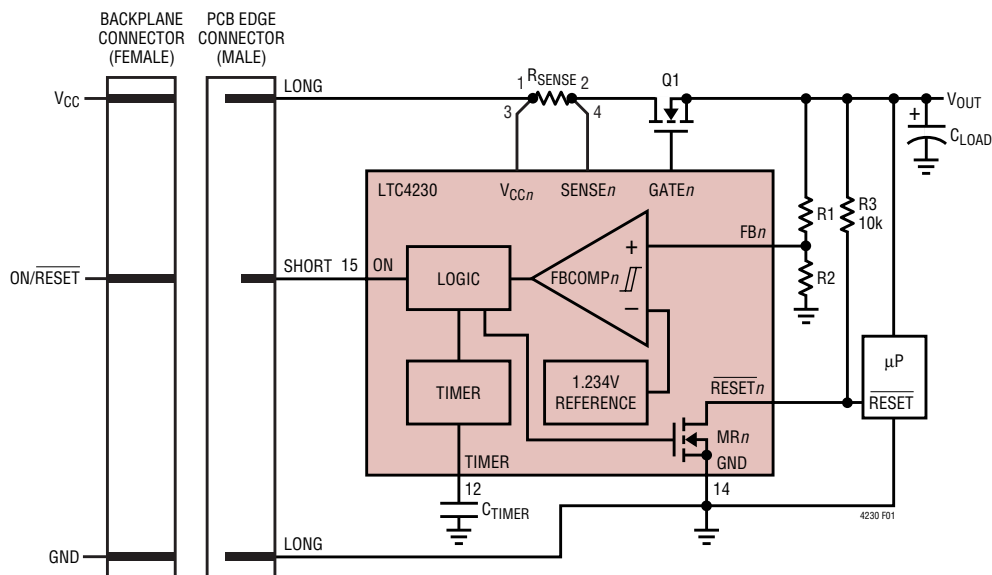 BACKPLANE
CONNECTOR
(FEMALE)
PCB EDGE
CONNECTOR
(MALE)
LONG
1 RSENSE 2
3 4
Q1
VCC
VOUT
+
CLOAD
LTC4230
VCCn
SENSEn
GATEn
R1
R3
10k
FBn
R2
ON/RESET
SHORT 15 ON
LOGIC
FBCOMPn
+
–
TIMER
1.234V
REFERENCE
RESETn
µP
RESET
MRn
GND
TIMER
12
14
CTIMER
4230 F01
GND
LONG